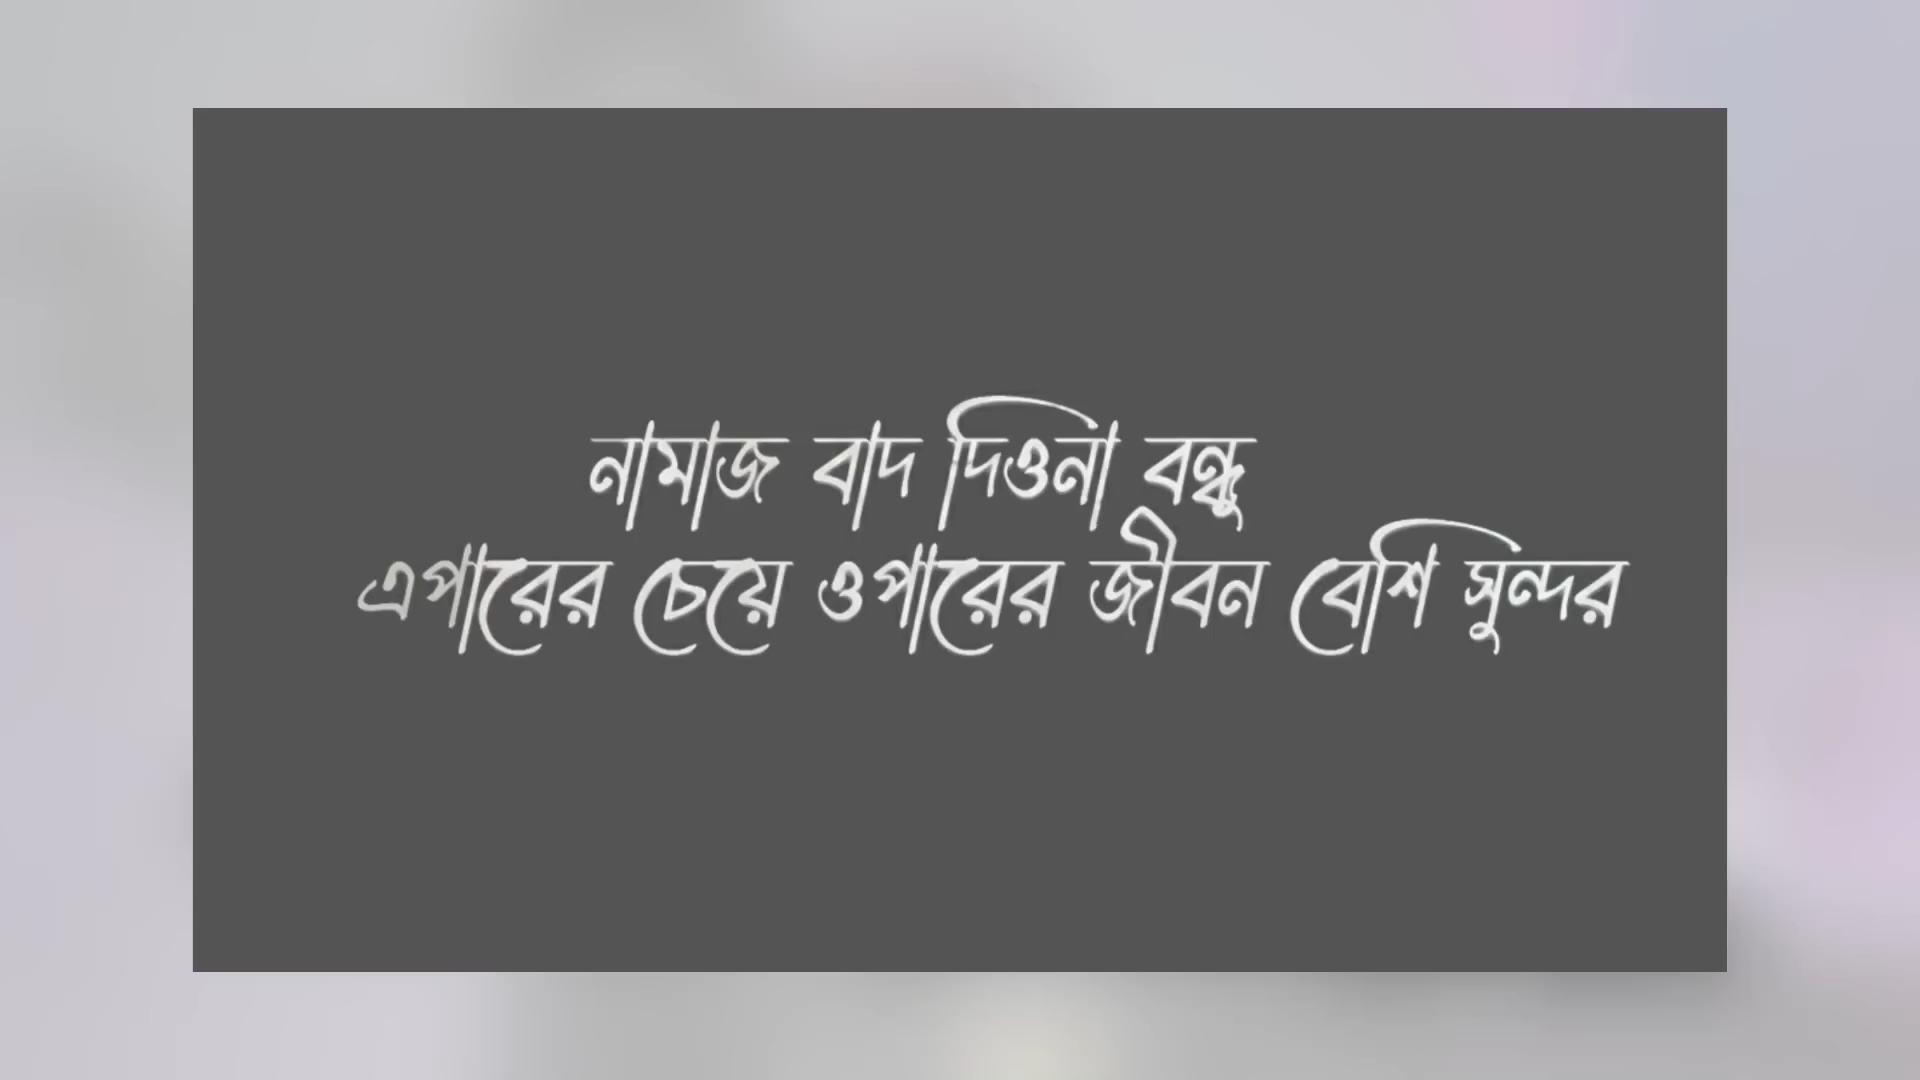 নামাজ বাদ দিওনা বন্ধু
এপারের চেয়ে ওপারের জীবন বেশি সুন্দর